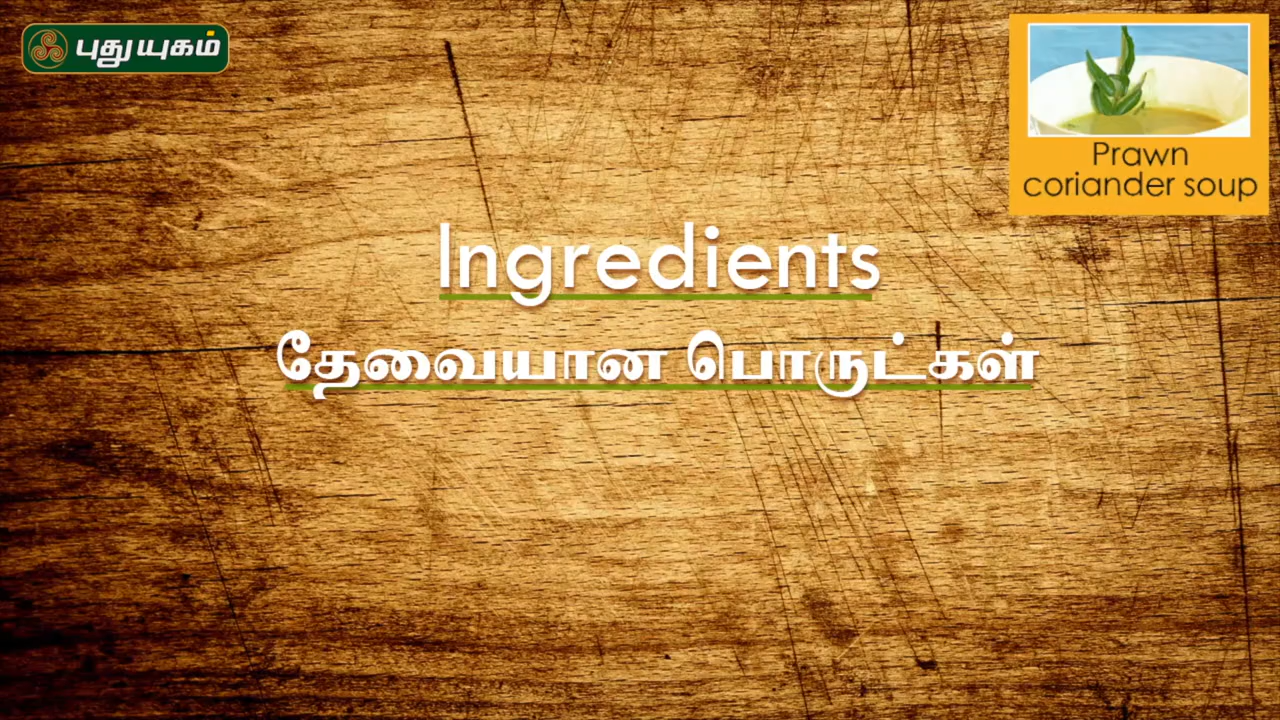 புதுயுகம்
Prawn
coriander soup
Ingredients
தேவையான பொருட்கள்